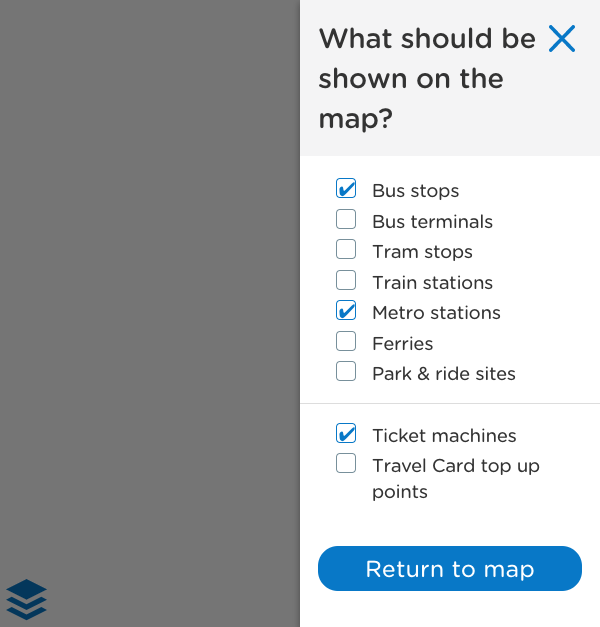 What should be
shown on the
map?
Bus stops
Bus terminals
Tram stops
Train stations
Metro stations
Ferries
Park & ride sites
Ticket machines
Travel Card top up
points
Return to map